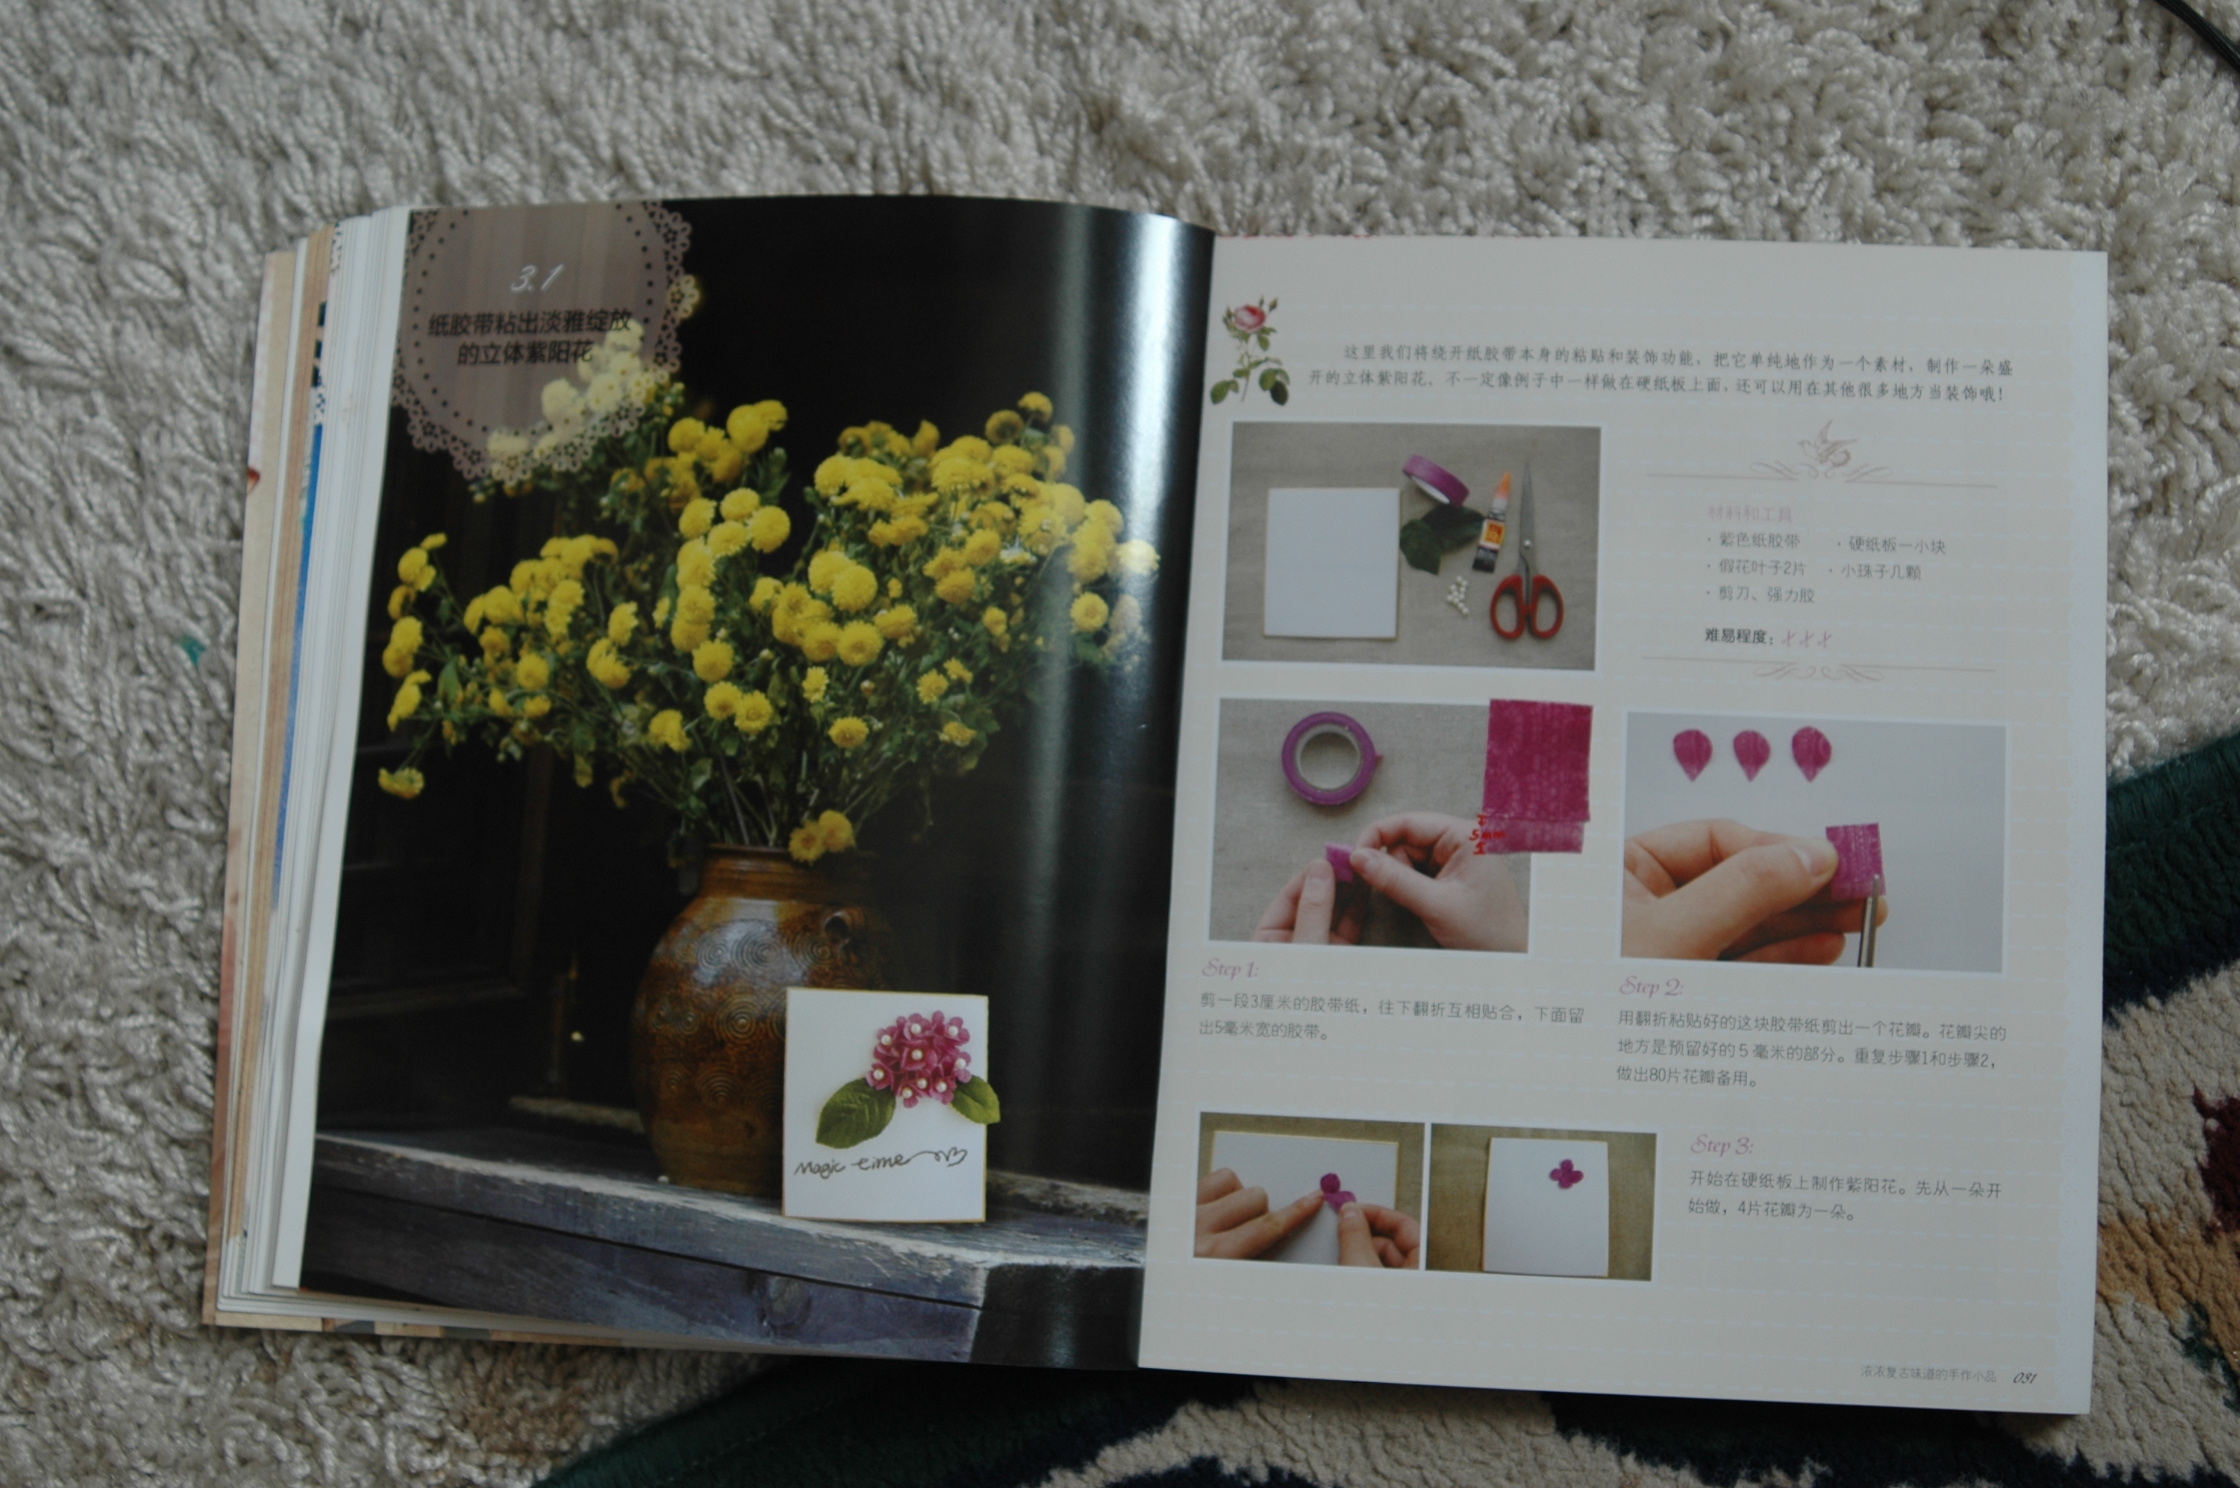 3.1
纸胶带粘出淡雅绽放
的立体紫阳花
magic time
这里我们将绕开纸胶带本身的粘贴和装饰功能，把它单纯地作为一个素材，制作一朵盛
开的立体紫阳花，不一定像例子中一样做在硬纸板上面，还可以用在其他很多地方当装饰哦！
材料和工具
·紫色纸胶带 ·硬纸板一小块
·假花叶子2片 ·小珠子几颗
·剪刀、强力胶
难易程度：
5mm
Step 1:
剪一段3厘米的胶带纸，往下翻折互相贴合，下面留
出5毫米宽的胶带。
Step 2:
用翻折粘贴好的这块胶带纸剪出一个花瓣。花瓣尖的
地方是预留好的5毫米的部分。重复步骤1和步骤2，
做出80片花瓣备用。
Step 3:
开始在硬纸板上制作紫阳花。先从一朵开
始做，4片花瓣为一朵。
浓浓复古味道的手作小品 031